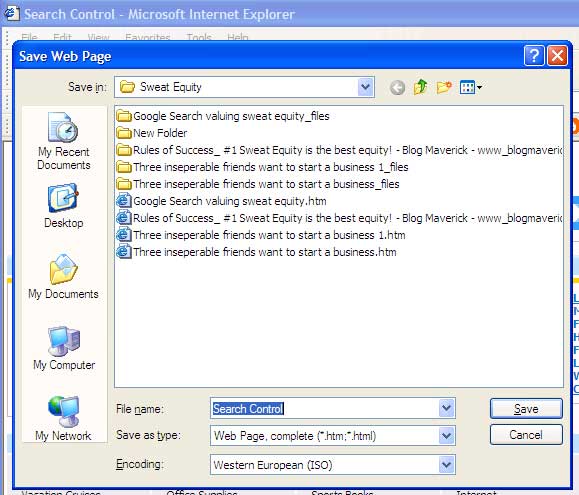 Search Control - Microsoft Internet Explorer
File Edit View Favorites Tools Help
Save Web Page
Save in: Sweat Equity
My Recent Documents
Desktop
My Documents
My Computer
My Network
Google Search valuing sweat equity_files
New Folder
Rules of Success_ #1 Sweat Equity is the best equity! - Blog Maverick - www_blogmaveric
Three inseperable friends want to start a business 1_files
Three inseperable friends want to start a business_files
Google Search valuing sweat equity.htm
Rules of Success_ #1 Sweat Equity is the best equity! - Blog Maverick - www_blogmaveric
Three inseperable friends want to start a business 1.htm
Three inseperable friends want to start a business.htm
File name: Search Control
Save
Save as type: Web Page, complete (*.htm;*.html)
Cancel
Encoding: Western European (ISO)
Vacation Cruises Office Supplies Sports Books Internet